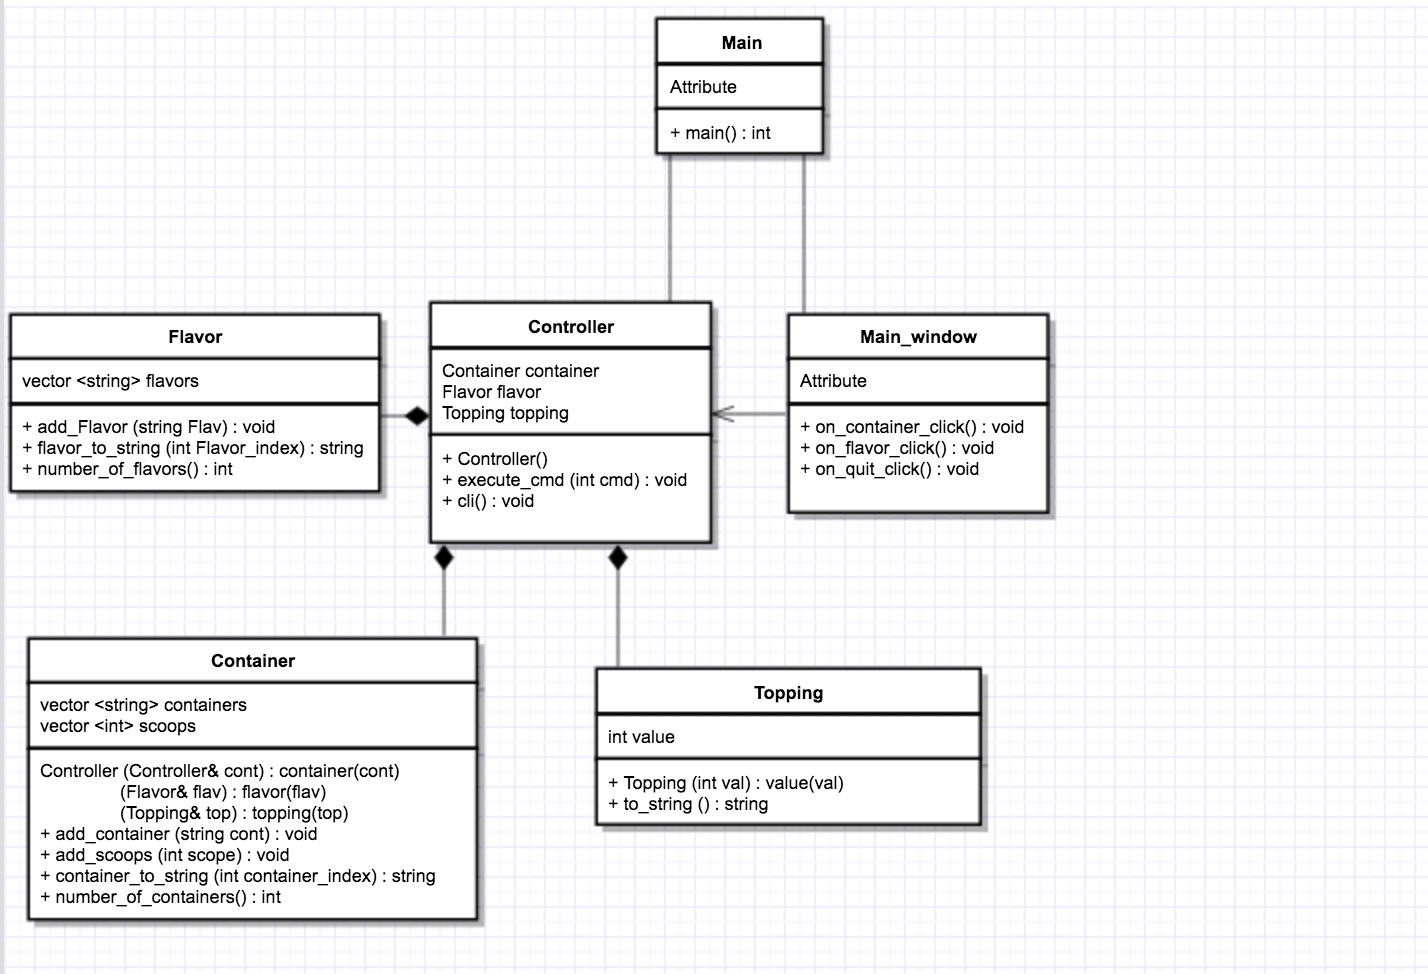 Main
Attribute
+ main() : int
Flavor
vector <string> flavors
+ add_Flavor (string Flav) : void
+ flavor_to_string (int Flavor_index) : string
+ number_of_flavors() : int
Controller
Container container
Flavor flavor
Topping topping
+ Controller()
+ execute_cmd (int cmd) : void
+ cli() : void
Main_window
Attribute
+ on_container_click() : void
+ on_flavor_click() : void
+ on_quit_click() : void
Container
vector <string> containers
vector <int> scoops
Controller (Controller& cont) : container(cont)
(Flavor& flav) : flavor(flav)
(Topping& top) : topping(top)
+ add_container (string cont) : void
+ add_scoops (int scope) : void
+ container_to_string (int container_index) : string
+ number_of_containers() : int
Topping
int value
+ Topping (int val) : value(val)
+ to_string () : string